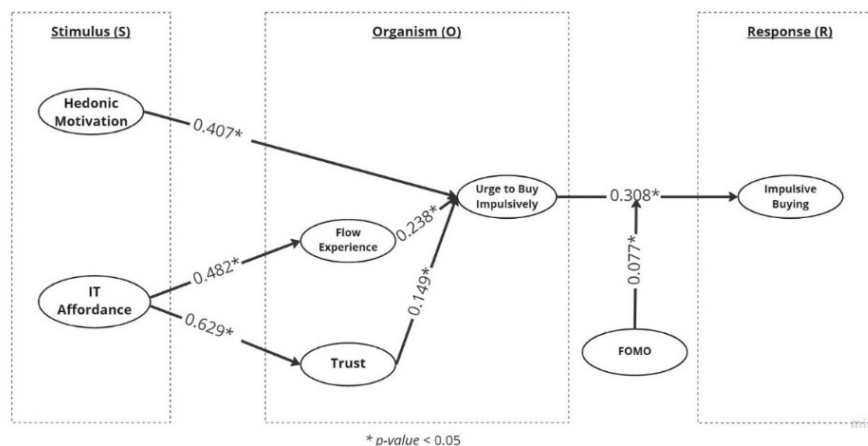 Stimulus (S)
Organism (O)
Response (R)
Hedonic
Motivation
0.407*
Urge to Buy
Impulsively
0.308*
Impulsive
Buying
Flow
Experience
0.238*
0.482*
0.149*
0.077*
IT
Affordance
0.629*
Trust
FOMO
* p-value < 0.05